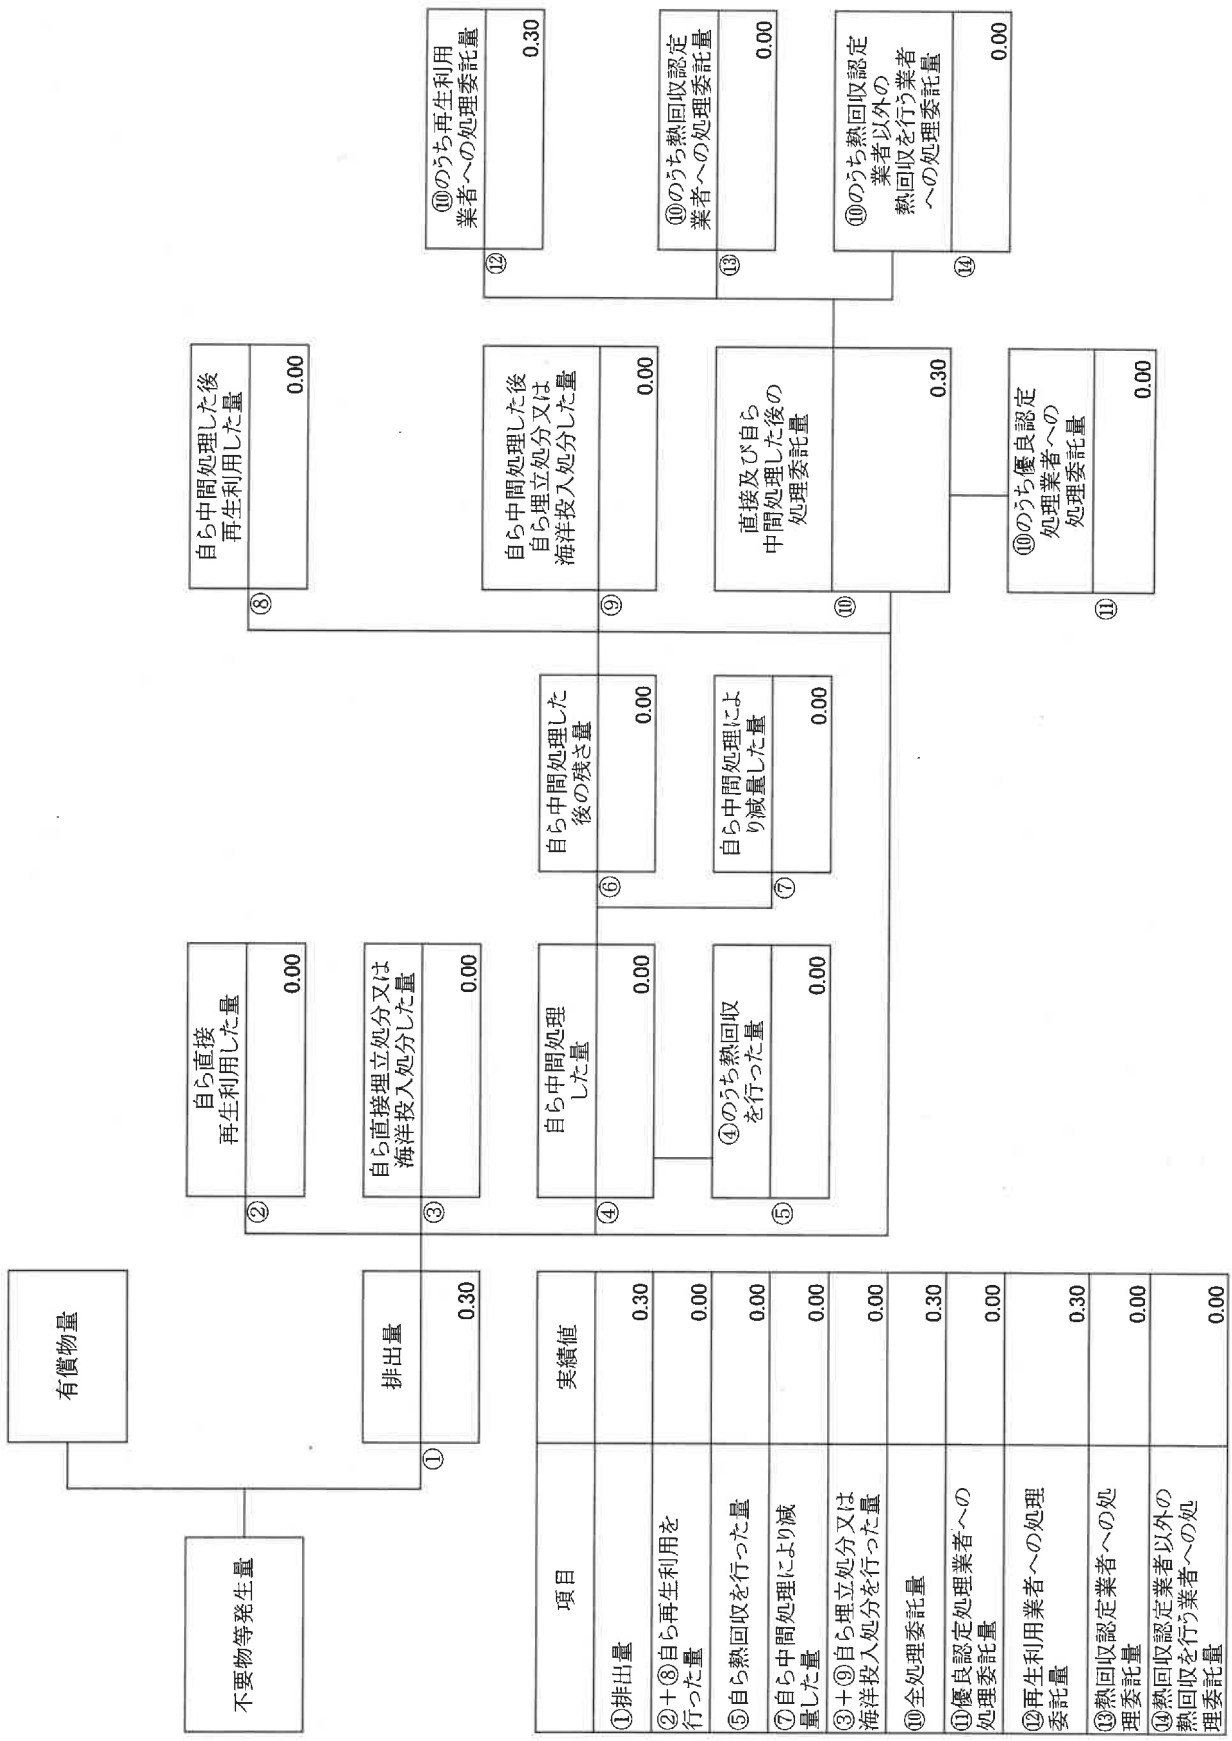 不要物等発生量
有償物量
排出量
0.30
①
自ら直接
再生利用した量
0.00
②
自ら直接埋立処分又は
海洋投入処分した量
0.00
③
自ら中間処理
した量
0.00
④
④のうち熱回収
を行った量
0.00
⑤
自ら中間処理した
後の残さ量
0.00
⑥
自ら中間処理によ
り減量した量
0.00
⑦
自ら中間処理した後
再生利用した量
0.00
⑧
自ら中間処理した後
自ら埋立処分又は
海洋投入処分した量
0.00
⑨
直接及び自ら
中間処理した後の
処理委託量
0.30
⑩
⑩のうち優良認定
処理業者への
処理委託量
0.00
⑪
⑩のうち再生利用
業者への処理委託量
0.30
⑫
⑩のうち熱回収認定
業者への処理委託量
0.00
⑬
⑩のうち熱回収認定
業者以外の
熱回収を行う業者
への処理委託量
0.00
⑭
項目 実績値
①排出量 0.30
②+⑧自ら再生利用を
行った量 0.00
⑤自ら熱回収を行った量 0.00
⑦自ら中間処理により減
量した量 0.00
③+⑨自ら埋立処分又は
海洋投入処分を行った量 0.00
⑩全処理委託量 0.30
⑪優良認定処理業者への
処理委託量 0.00
⑫再生利用業者への処理
委託量 0.30
⑬熱回収認定業者への処
理委託量 0.00
⑭熱回収認定業者以外の
熱回収を行う業者への処
理委託量 0.00